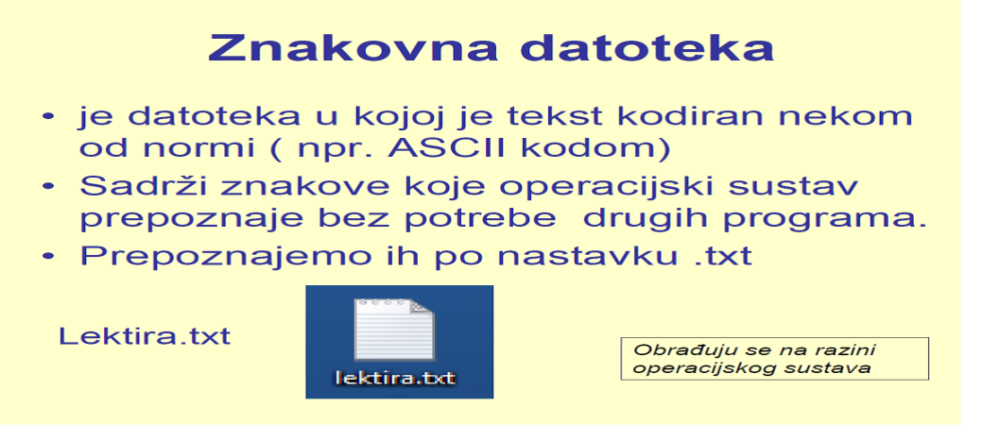 Znakovna datoteka
• je datoteka u kojoj je tekst kodiran nekom
od normi ( npr. ASCII kodom)
• Sadrži znakove koje operacijski sustav
prepoznaje bez potrebe  drugih programa.
• Prepoznajemo ih po nastavku .txt
Lektira.txt
lektira.txt
Obrađuju se na razini
operacijskog sustava